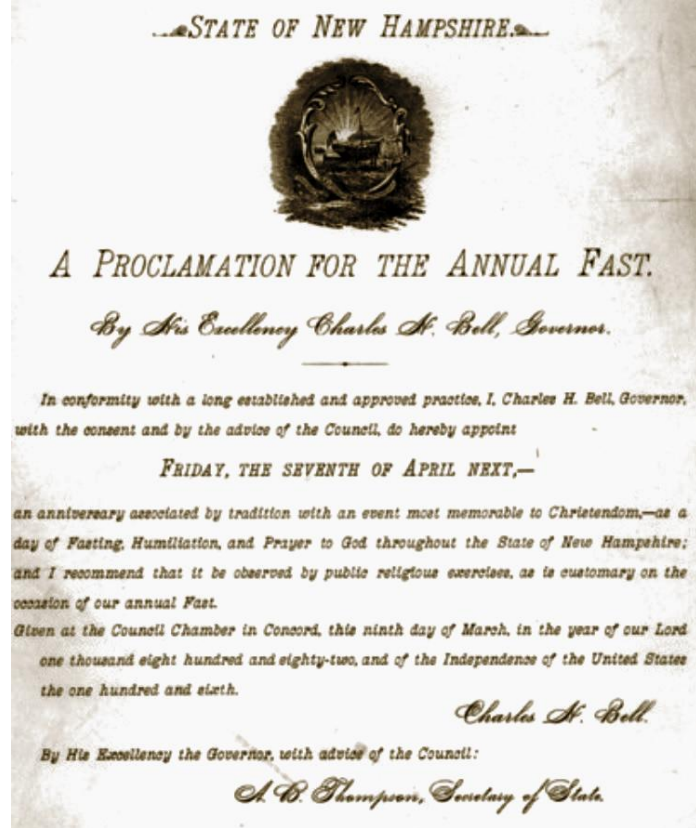 STATE OF NEW HAMPSHIRE.
A PROCLAMATION FOR THE ANNUAL FAST.
By His Excellency Charles H. Bell, Governor.
In conformity with a long established and approved practice, I, Charles H. Bell, Governor,
with the consent and by the advice of the Council, do hereby appoint
FRIDAY, THE SEVENTH OF APRIL NEXT,—
an anniversary associated by tradition with an event most memorable to Christendom,—as a
day of Fasting, Humiliation, and Prayer to God throughout the State of New Hampshire;
and I recommend that it be observed by public religious exercises, as is customary on the
occasion of our annual Fast.
Given at the Council Chamber in Concord, this ninth day of March, in the year of our Lord
one thousand eight hundred and eighty-two, and of the Independence of the United States
the one hundred and sixth.
Charles H. Bell.
By His Excellency the Governor, with advice of the Council:
A. B. Thompson, Secretary of State.